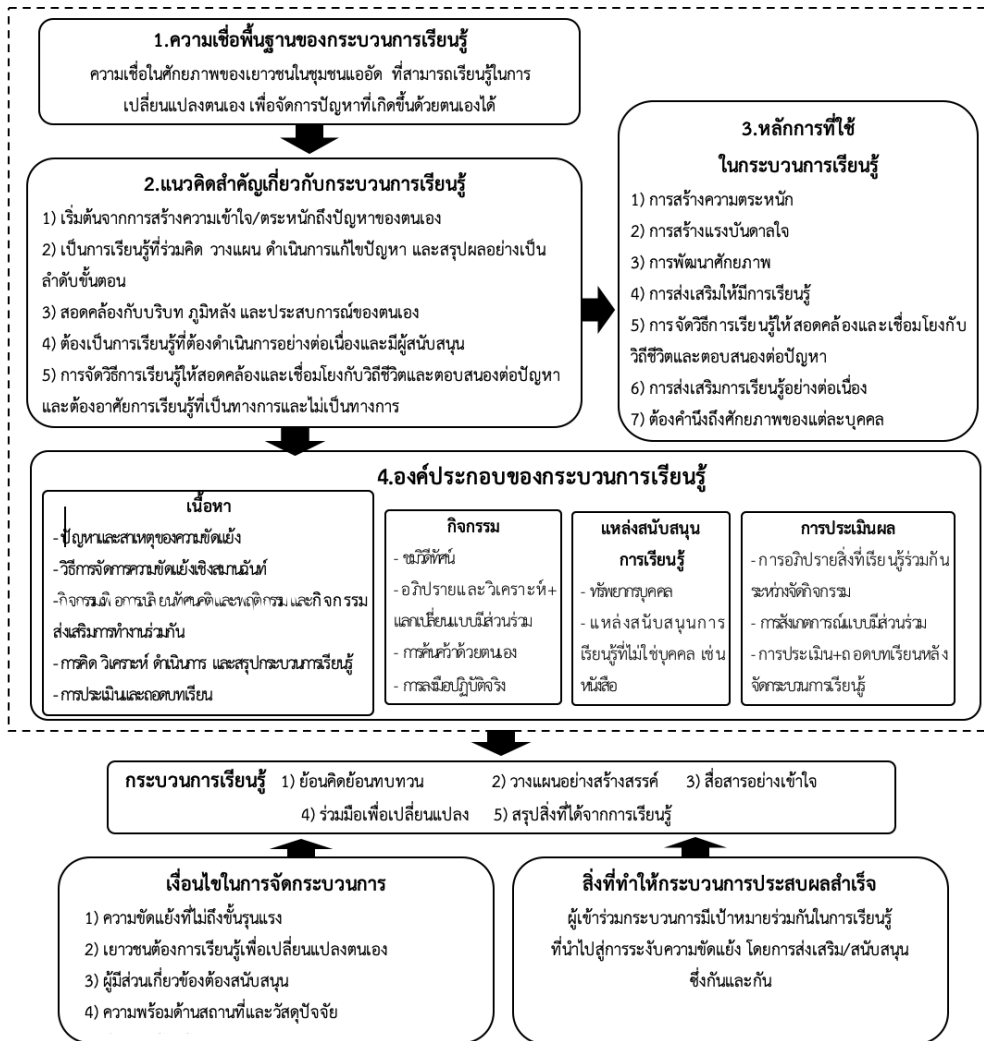 1.ความเชื่อพื้นฐานของกระบวนการเรียนรู้
ความเชื่อในศักยภาพของเยาวชนในชุมชนแออัด ที่สามารถเรียนรู้ในการ
เปลี่ยนแปลงตนเอง เพื่อจัดการปัญหาที่เกิดขึ้นด้วยตนเองได้
2.แนวคิดสำคัญเกี่ยวกับกระบวนการเรียนรู้
1) เริ่มต้นจากการสร้างความเข้าใจ/ตระหนักถึงปัญหาของตนเอง
2) เป็นการเรียนรู้ที่ร่วมคิด วางแผน ดำเนินการแก้ไขปัญหา และสรุปผลอย่างเป็น
ลำดับขั้นตอน
3) สอดคล้องกับบริบท ภูมิหลัง และประสบการณ์ของตนเอง
4) ต้องเป็นการเรียนรู้ที่ต้องดำเนินการอย่างต่อเนื่องและมีผู้สนับสนุน
5) การจัดวิธีการเรียนรู้ให้สอดคล้องและเชื่อมโยงกับวิถีชีวิตและตอบสนองต่อปัญหา
และต้องอาศัยการเรียนรู้ที่เป็นทางการและไม่เป็นทางการ
3.หลักการที่ใช้
ในกระบวนการเรียนรู้
1) การสร้างความตระหนัก
2) การสร้างแรงบันดาลใจ
3) การพัฒนาศักยภาพ
4) การส่งเสริมให้มีการเรียนรู้
5) การจัดวิธีการเรียนรู้ให้สอดคล้องและเชื่อมโยงกับ
วิถีชีวิตและตอบสนองต่อปัญหา
6) การส่งเสริมการเรียนรู้อย่างต่อเนื่อง
7) ต้องคำนึงถึงศักยภาพของแต่ละบุคคล
4.องค์ประกอบของกระบวนการเรียนรู้
เนื้อหา
-ปัญหาและสาเหตุของความขัดแย้ง
-วิธีการจัดการความขัดแย้งเชิงสมานฉันท์
-กิจกรรมเพื่อการเปลี่ยนทัศนคติและพฤติกรรม และกิจกรรม
ส่งเสริมการทำงานร่วมกัน
-การคิด วิเคราะห์ ดำเนินการ และสรุปกระบวนการเรียนรู้
-การประเมินและถอดบทเรียน
กิจกรรม
- ชมวีดิทัศน์
- อภิปรายและวิเคราะห์+
แลกเปลี่ยนแบบมีส่วนร่วม
- การค้นคว้าด้วยตนเอง
- การลงมือปฏิบัติจริง
แหล่งสนับสนุน
การเรียนรู้
- ทรัพยากรบุคคล
- แหล่งสนับสนุนการ
เรียนรู้ที่ไม่ใช่บุคคล เช่น
หนังสือ
การประเมินผล
- การอภิปรายสิ่งที่เรียนรู้ร่วมกัน
ระหว่างจัดกิจกรรม
- การสังเกตการณ์แบบมีส่วนร่วม
- การประเมิน+ถอดบทเรียนหลัง
จัดกระบวนการเรียนรู้
กระบวนการเรียนรู้ 1) ย้อนคิดย้อนทบทวน 2) วางแผนอย่างสร้างสรรค์ 3) สื่อสารอย่างเข้าใจ
4) ร่วมมือเพื่อเปลี่ยนแปลง 5) สรุปสิ่งที่ได้จากการเรียนรู้
เงื่อนไขในการจัดกระบวนการ
1) ความขัดแย้งที่ไม่ถึงขั้นรุนแรง
2) เยาวชนต้องการเรียนรู้เพื่อเปลี่ยนแปลงตนเอง
3) ผู้มีส่วนเกี่ยวข้องต้องสนับสนุน
4) ความพร้อมด้านสถานที่และวัสดุปัจจัย
สิ่งที่ทำให้กระบวนการประสบผลสำเร็จ
ผู้เข้าร่วมกระบวนการมีเป้าหมายร่วมกันในการเรียนรู้
ที่นำไปสู่การระงับความขัดแย้ง โดยการส่งเสริม/สนับสนุน
ซึ่งกันและกัน